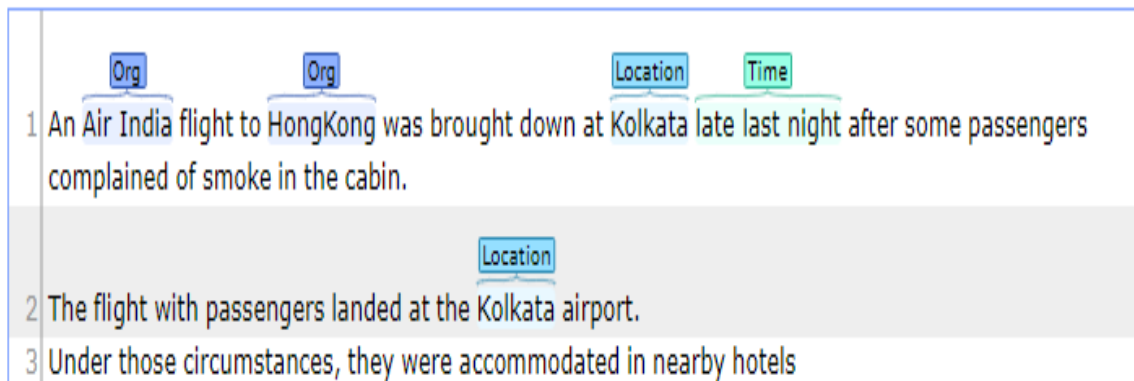 Org Org Location Time
1 An Air India flight to HongKong was brought down at Kolkata late last night after some passengers
complained of smoke in the cabin.
Location
2 The flight with passengers landed at the Kolkata airport.
3 Under those circumstances, they were accommodated in nearby hotels